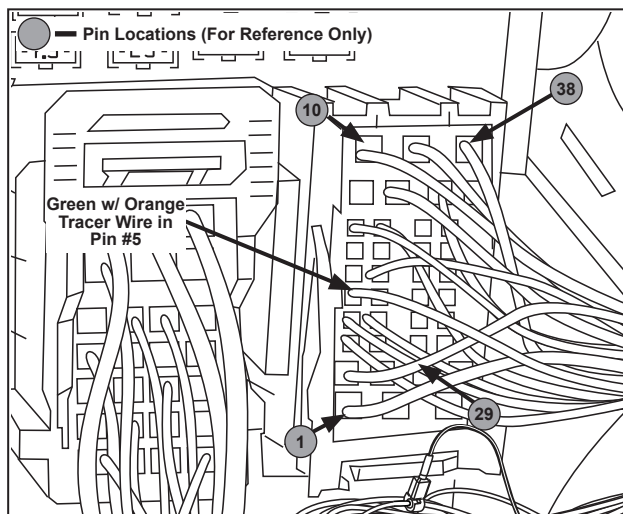 Pin Locations (For Reference Only)
10
38
Green w/ Orange
Tracer Wire in
Pin #5
29
1